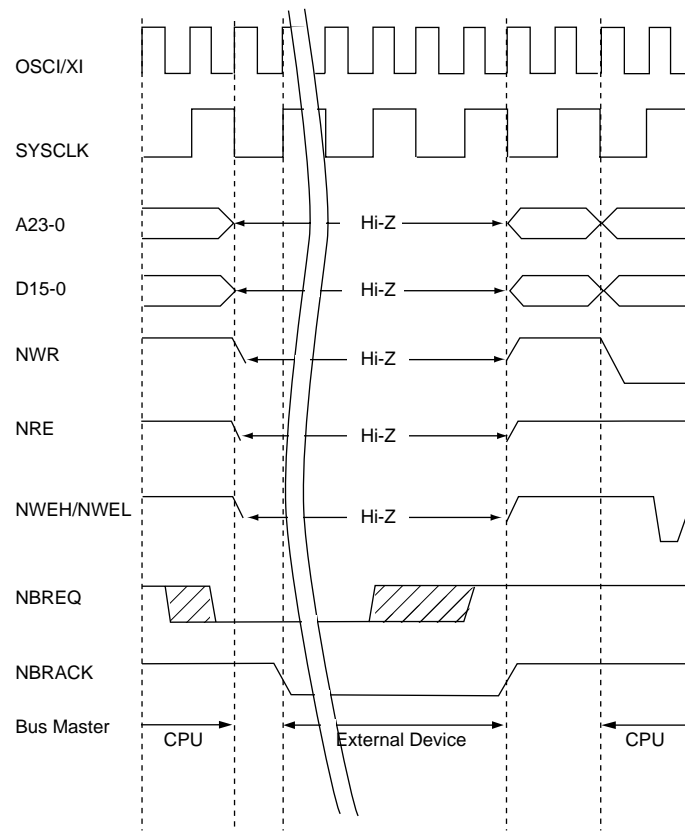 OSCI/XI
SYSCLK
A23-0
Hi-Z
D15-0
Hi-Z
NWR
Hi-Z
NRE
Hi-Z
NWEH/NWEL
Hi-Z
NBREQ
NBRACK
Bus Master
CPU
External Device
CPU